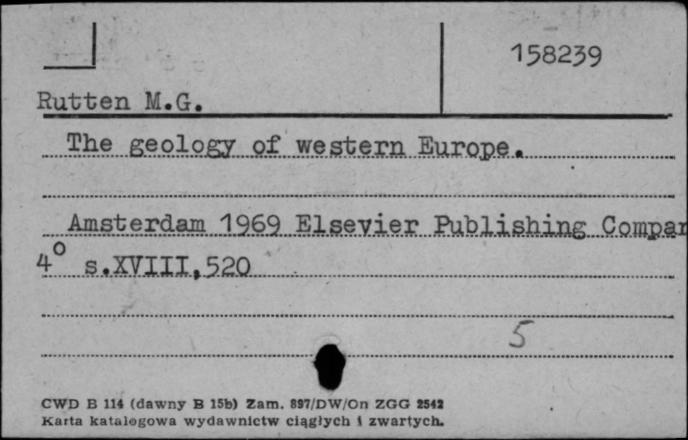 158239
Rutten M.G.
The geology of western Europe.
Amsterdam 1969 Elsevier Publishing Compan
4° s.XVIII,520
5
CWD B 114 (dawny B 15b) Zam. 897/DW/On ZGG 2542
Karta katalogowa wydawnictw ciągłych i zwartych.